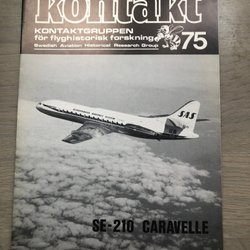 kontakt
KONTAKTGRUPPEN
för flyghistorisk forskning
Swedish Aviation Historical Research Group
75
SAS
SE-210 CARAVELLE